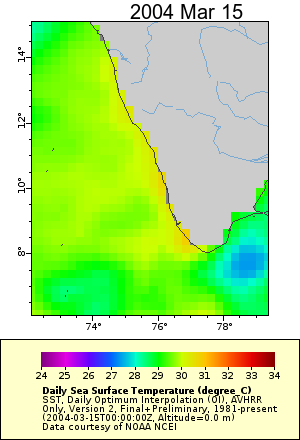 2004 Mar 15
14°
12°
10°
8°
74° 76° 78°
24 25 26 27 28 29 30 31 32 33 34
Daily Sea Surface Temperature (degree_C)
SST, Daily Optimum Interpolation (OI), AVHRR
Only, Version 2, Final+Preliminary, 1981-present
(2004-03-15T00:00:00Z, Altitude=0.0 m)
Data courtesy of NOAA NCEI